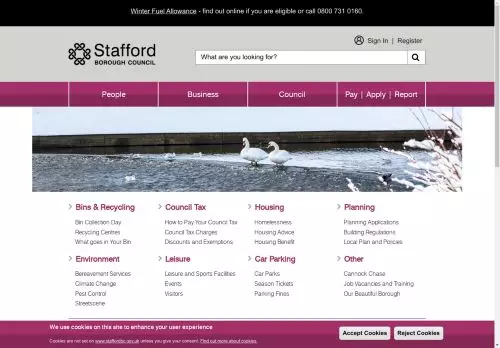 Winter Fuel Allowance - find out online if you are eligible or call 0800 731 0160.
Stafford
BOROUGH COUNCIL
Sign In | Register
What are you looking for?
People
Business
Council
Pay | Apply | Report
Bins & Recycling
Bin Collection Day
Recycling Centres
What goes in Your Bin
Council Tax
How to Pay Your Council Tax
Council Tax Charges
Discounts and Exemptions
Housing
Homelessness
Housing Advice
Housing Benefit
Planning
Planning Applications
Building Regulations
Local Plan and Policies
Environment
Bereavement Services
Climate Change
Pest Control
Streetscene
Leisure
Leisure and Sports Facilities
Events
Visitors
Car Parking
Car Parks
Season Tickets
Parking Fines
Other
Cannock Chase
Job Vacancies and Training
Our Beautiful Borough
We use cookies on this site to enhance your user experience
Cookies are not set on www.staffordbc.gov.uk unless you give your consent. Find out more about cookies.
Accept Cookies
Reject Cookies